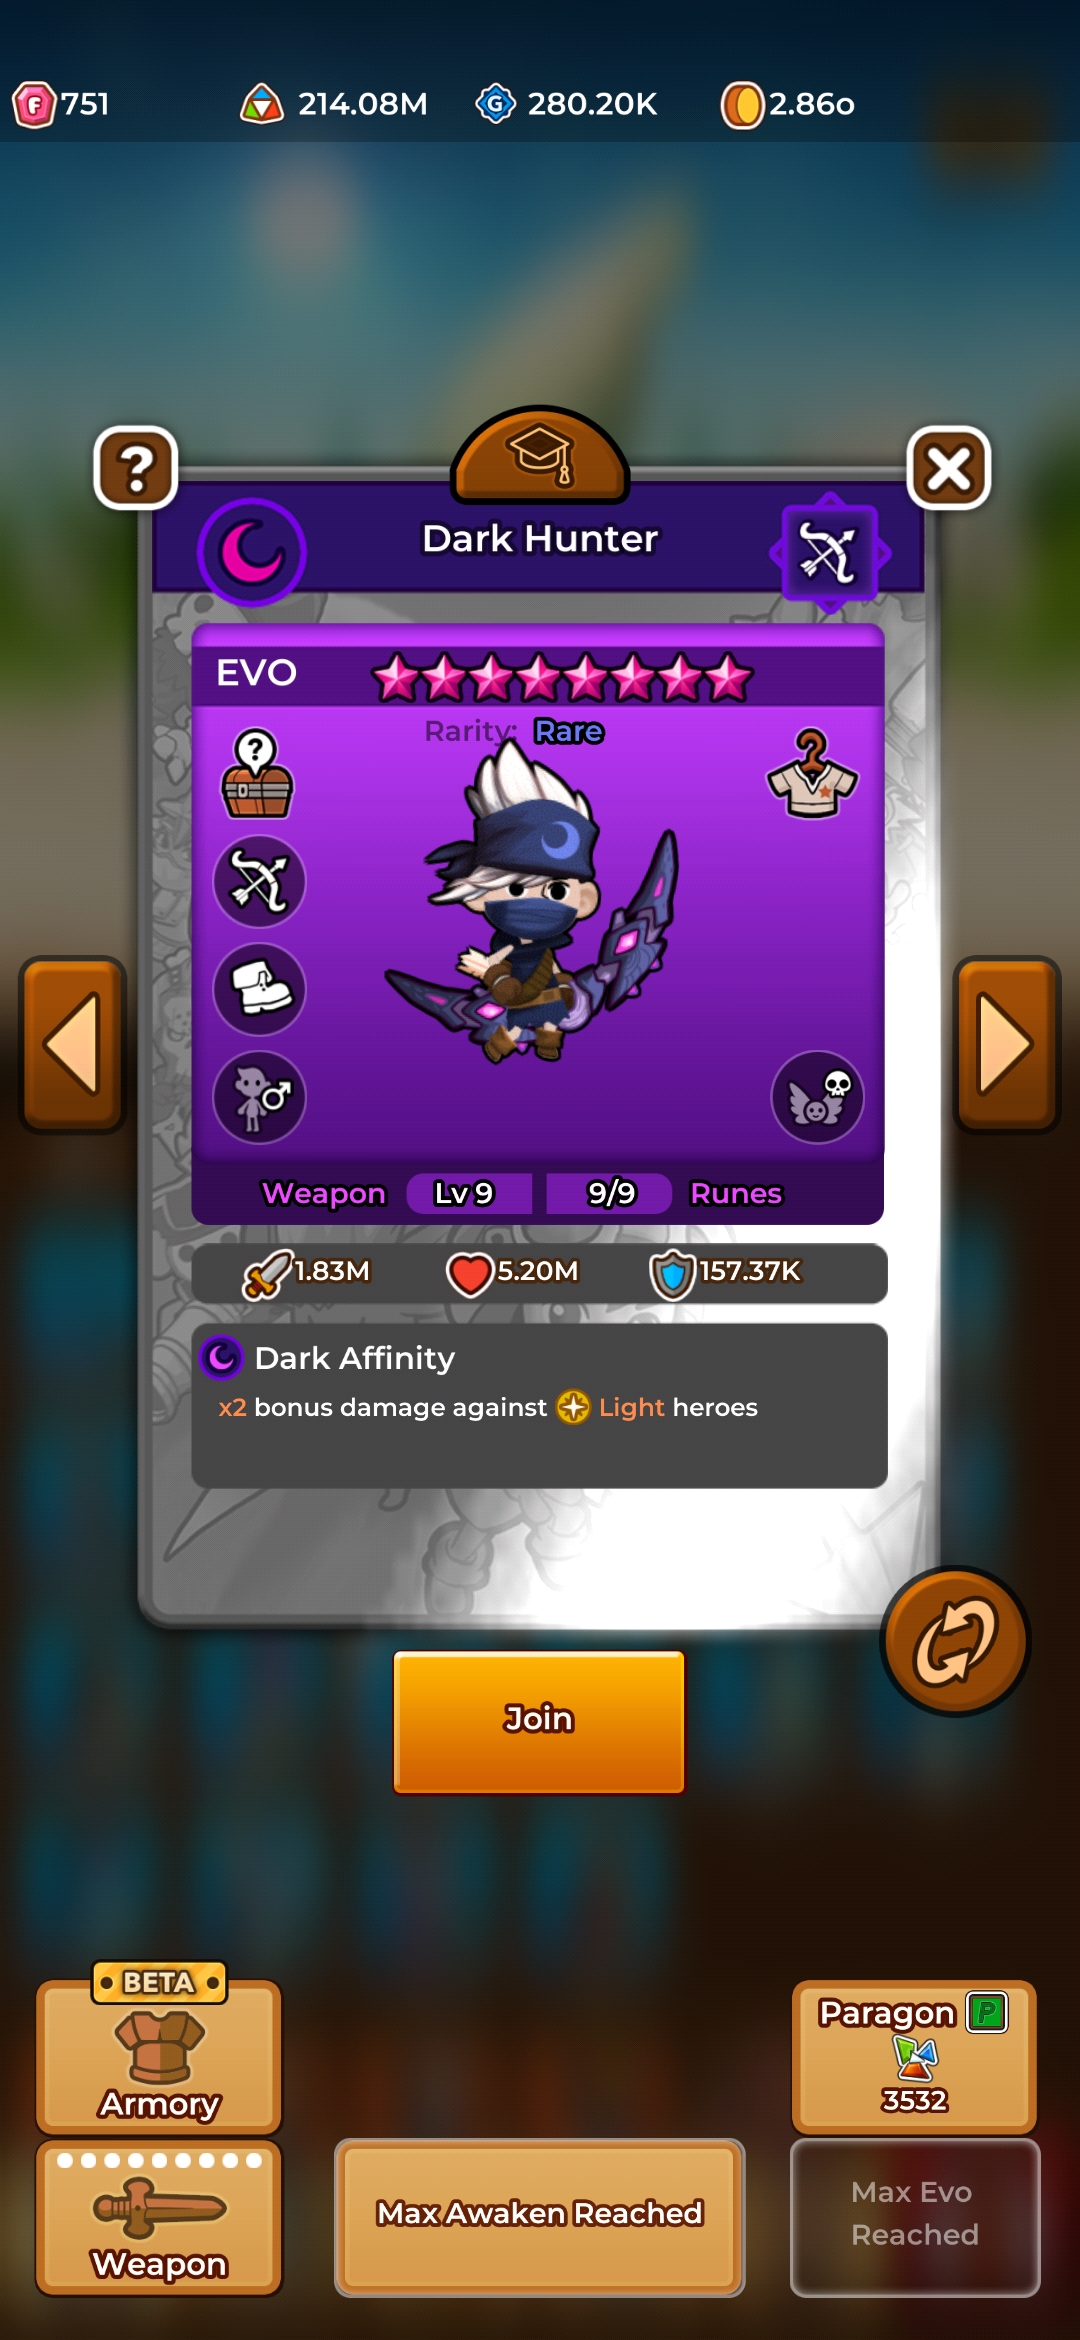 F 751 214.08M G 280.20K 2.86o
?
Dark Hunter
EVO
Rarity: Rare
?
Weapon Lv 9 9/9 Runes
1.83M 5.20M 157.37K
Dark Affinity
x2 bonus damage against Light heroes
Join
BETA
Armory
Paragon P
3532
Weapon
Max Awaken Reached
Max Evo
Reached